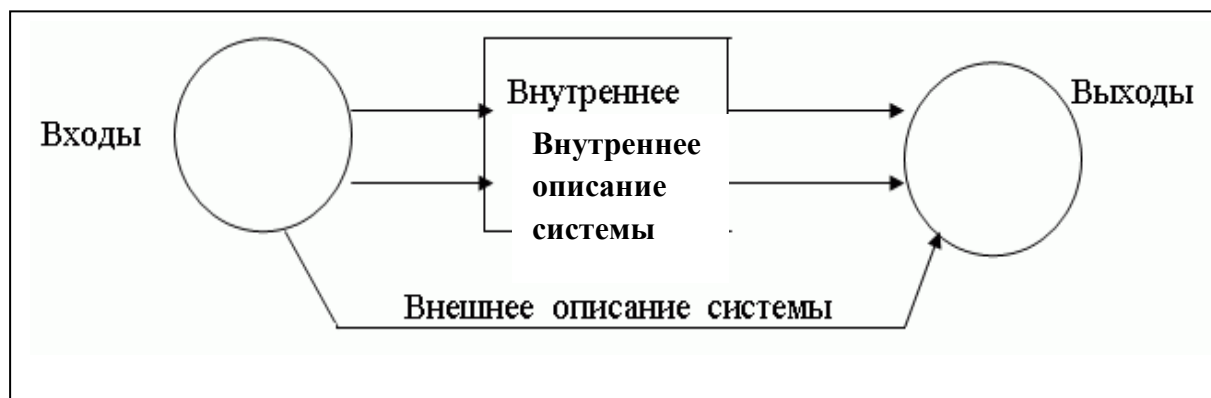 Входы
Внутреннее
Внутреннее
описание
системы
Выходы
Внешнее описание системы